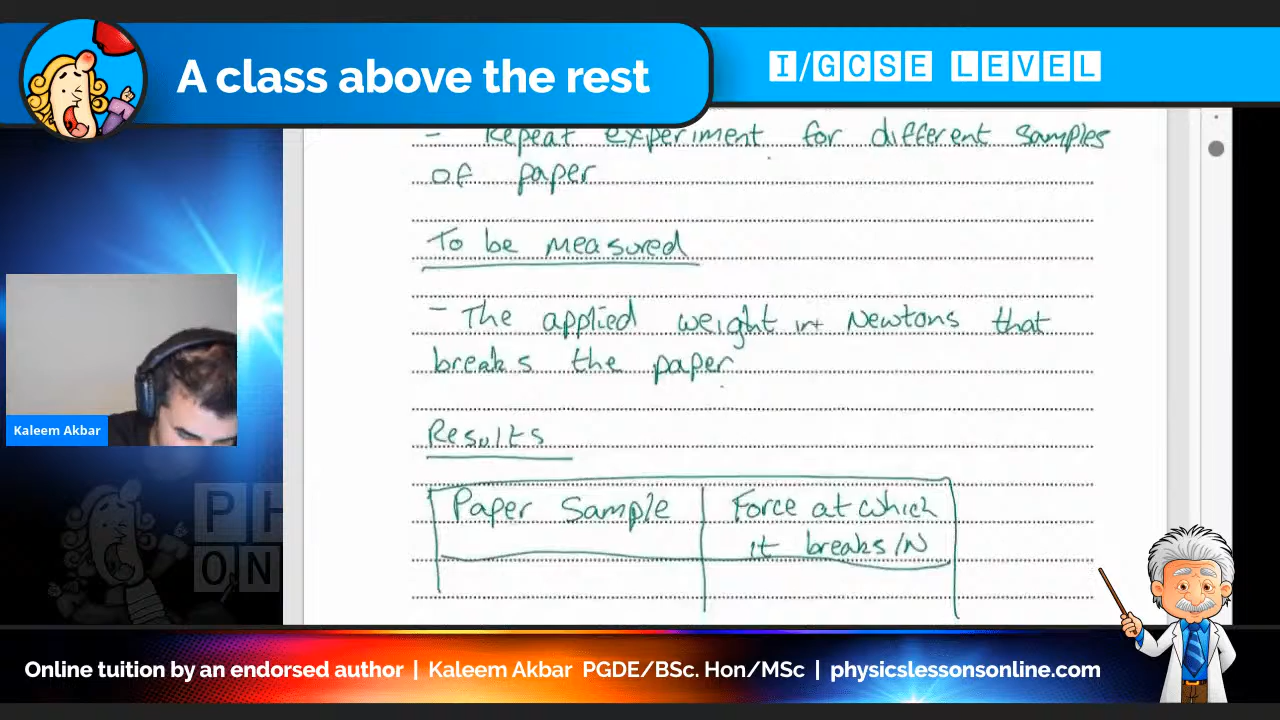 A class above the rest
I/GCSE LEVEL
- Repeat experiment for different samples
of paper
To be measured
- The applied weight in Newtons that
breaks the paper
Results
Paper Sample
Force at which
it breaks/N
Kaleem Akbar
PH
ON
Online tuition by an endorsed author | Kaleem Akbar PGDE/BSc. Hon/MSc | physicslessonsonline.com